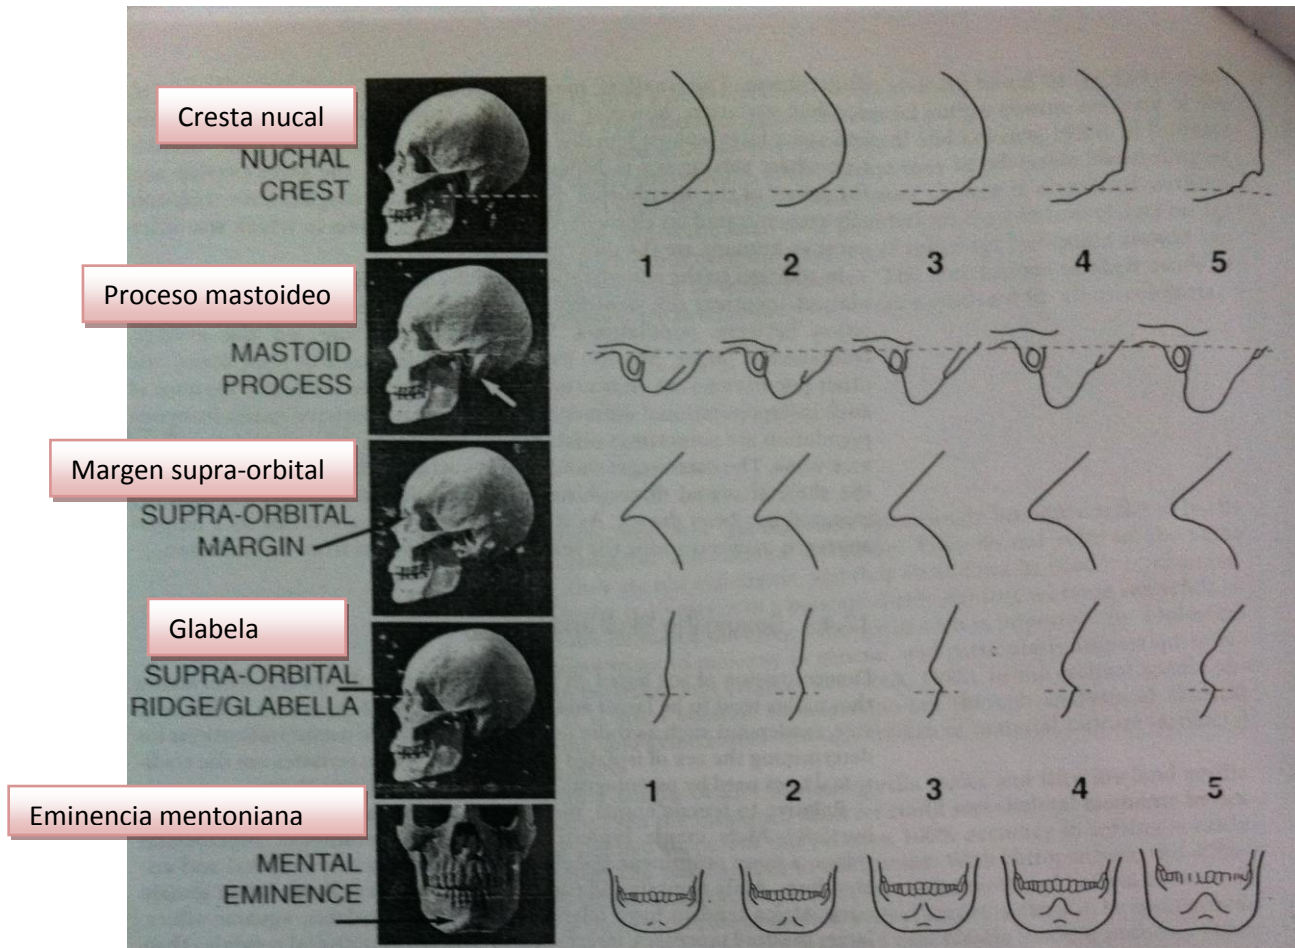 Cresta nucal
NUCHAL
CREST
1 2 3 4 5
Proceso mastoideo
MASTOID
PROCESS
Margen supra-orbital
SUPRA-ORBITAL
MARGIN
Glabela
SUPRA-ORBITAL
RIDGE/GLABELLA
1 2 3 4 5
Eminencia mentoniana
MENTAL
EMINENCE